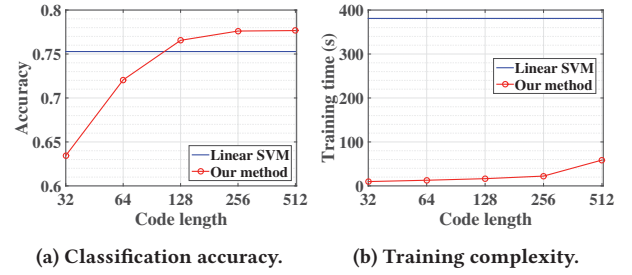 0.8
0.75
0.7
0.65
0.6
Accuracy
Linear SVM
Our method
32 64 128 256 512
Code length
(a) Classification accuracy.
400
300
200
100
0
Training time (s)
Linear SVM
Our method
32 64 128 256 512
Code length
(b) Training complexity.